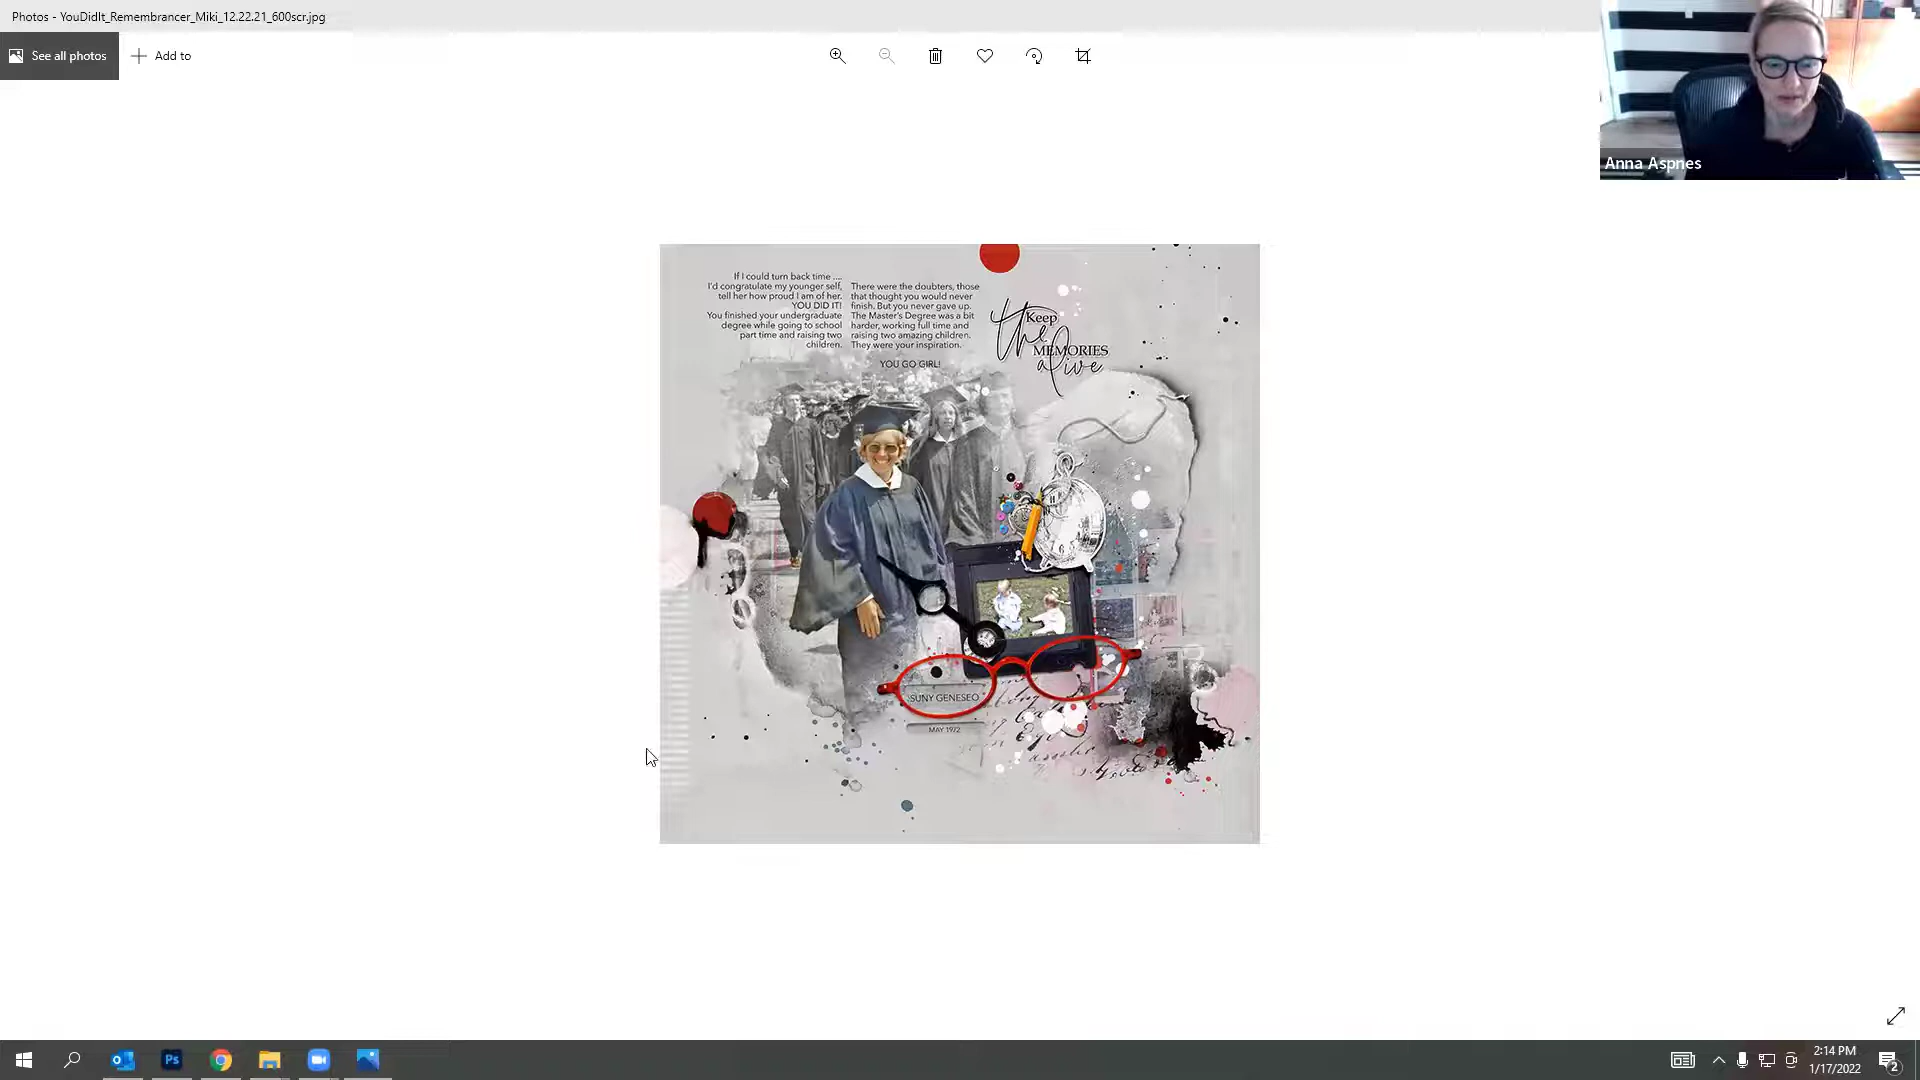 Photos - YouDidIt_Remembrancer_Miki_12.22.21_600scr.jpg
See all photos
Add to
Anna Aspnes
If I could turn back time ....
I'd congratulate my younger self,
tell her how proud I am of her.
YOU DID IT!
You finished your undergraduate
degree while going to school
part time and raising two
children.
There were the doubters, those
that thought you would never
finish. But you never gave up.
The Master's Degree was a bit
harder, working full time and
raising two amazing children.
They were your inspiration.
YOU GO GIRL!
Keep
the
MEMORIES
alive
SUNY GENESEO
MAY 1972
Ps
2:14 PM
1/17/2022
2